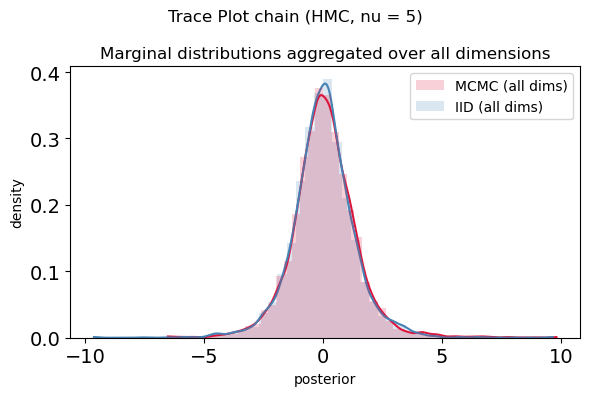 Trace Plot chain (HMC, nu = 5)
Marginal distributions aggregated over all dimensions
MCMC (all dims)
IID (all dims)
density
0.4
0.3
0.2
0.1
0.0
−10
−5
0
5
10
posterior